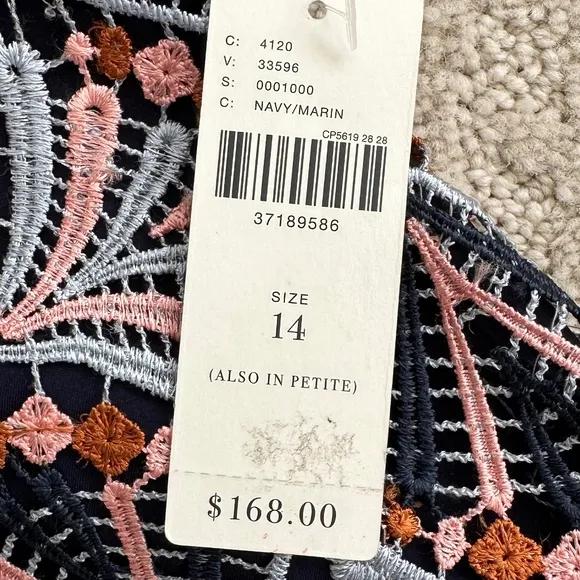 C: 4120
V: 33596
S: 0001000
C: NAVY/MARIN
CP5619 28 28
37189586
SIZE
14
(ALSO IN PETITE)
$168.00